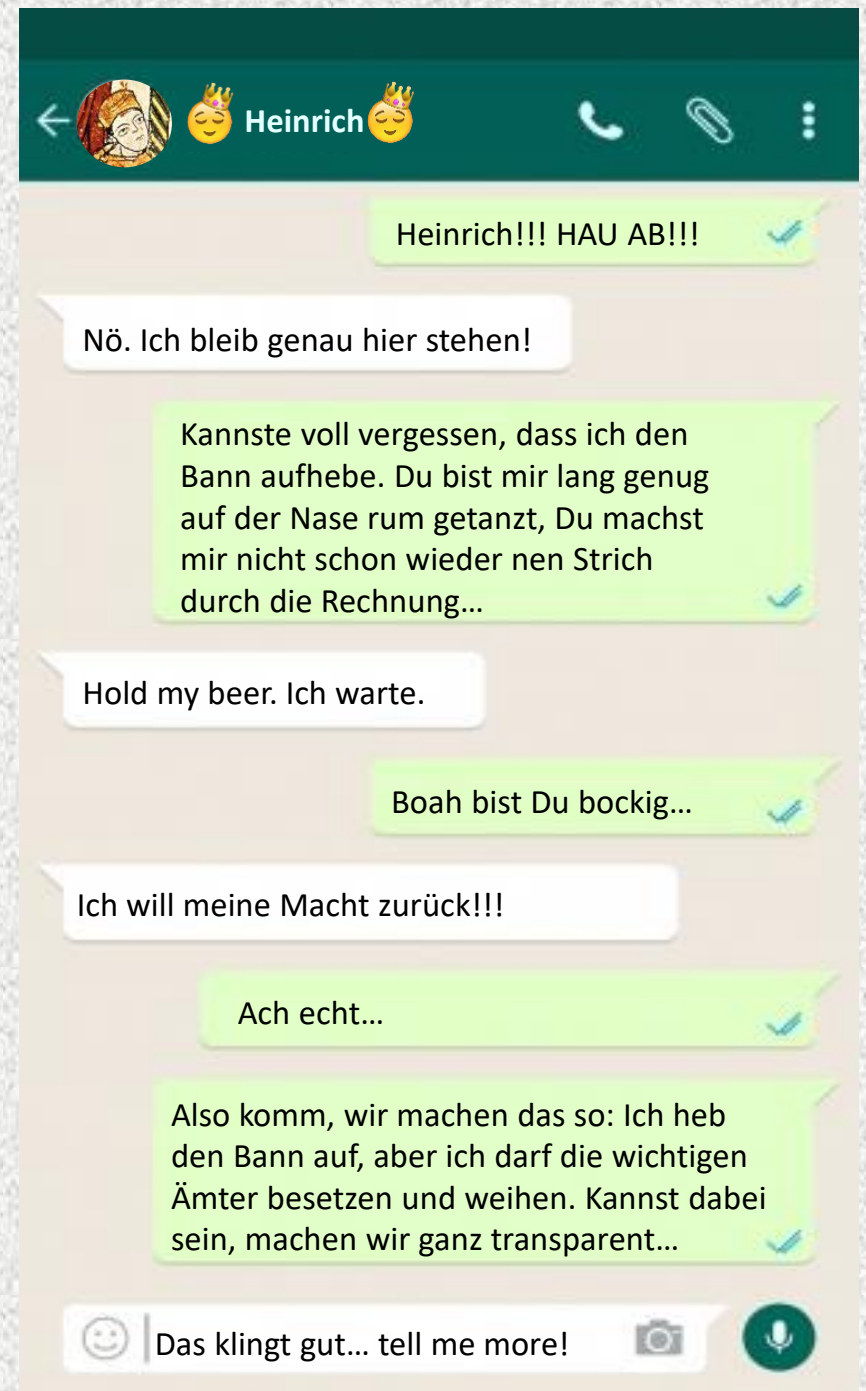 Heinrich
Heinrich!!! HAU AB!!!
Nö. Ich bleib genau hier stehen!
Kannste voll vergessen, dass ich den
Bann aufhebe. Du bist mir lang genug
auf der Nase rum getanzt, Du machst
mir nicht schon wieder nen Strich
durch die Rechnung…
Hold my beer. Ich warte.
Boah bist Du bockig…
Ich will meine Macht zurück!!!
Ach echt…
Also komm, wir machen das so: Ich heb
den Bann auf, aber ich darf die wichtigen
Ämter besetzen und weihen. Kannst dabei
sein, machen wir ganz transparent…
Das klingt gut… tell me more!